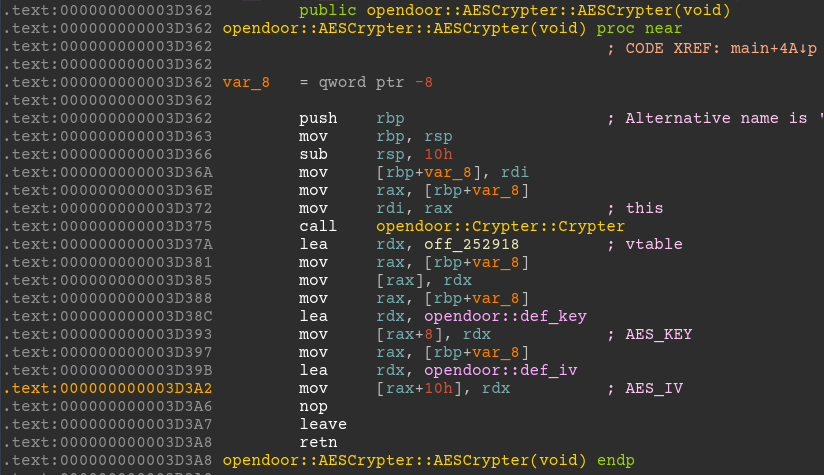 .text:000000000003D362 public opendoor::AESCrypter::AESCrypter(void)
.text:000000000003D362 opendoor::AESCrypter::AESCrypter(void) proc near
.text:000000000003D362 ; CODE XREF: main+4A↓p
.text:000000000003D362
.text:000000000003D362 var_8 = qword ptr -8
.text:000000000003D362
.text:000000000003D362 push rbp ; Alternative name is '
.text:000000000003D363 mov rbp, rsp
.text:000000000003D366 sub rsp, 10h
.text:000000000003D36A mov [rbp+var_8], rdi
.text:000000000003D36E mov rax, [rbp+var_8]
.text:000000000003D372 mov rdi, rax ; this
.text:000000000003D375 call opendoor::Crypter::Crypter
.text:000000000003D37A lea rdx, off_252918 ; vtable
.text:000000000003D381 mov rax, [rbp+var_8]
.text:000000000003D385 mov [rax], rdx
.text:000000000003D388 mov rax, [rbp+var_8]
.text:000000000003D38C lea rdx, opendoor::def_key
.text:000000000003D393 mov [rax+8], rdx ; AES_KEY
.text:000000000003D397 mov rax, [rbp+var_8]
.text:000000000003D39B lea rdx, opendoor::def_iv
.text:000000000003D3A2 mov [rax+10h], rdx ; AES_IV
.text:000000000003D3A6 nop
.text:000000000003D3A7 leave
.text:000000000003D3A8 retn
.text:000000000003D3A8 opendoor::AESCrypter::AESCrypter(void) endp